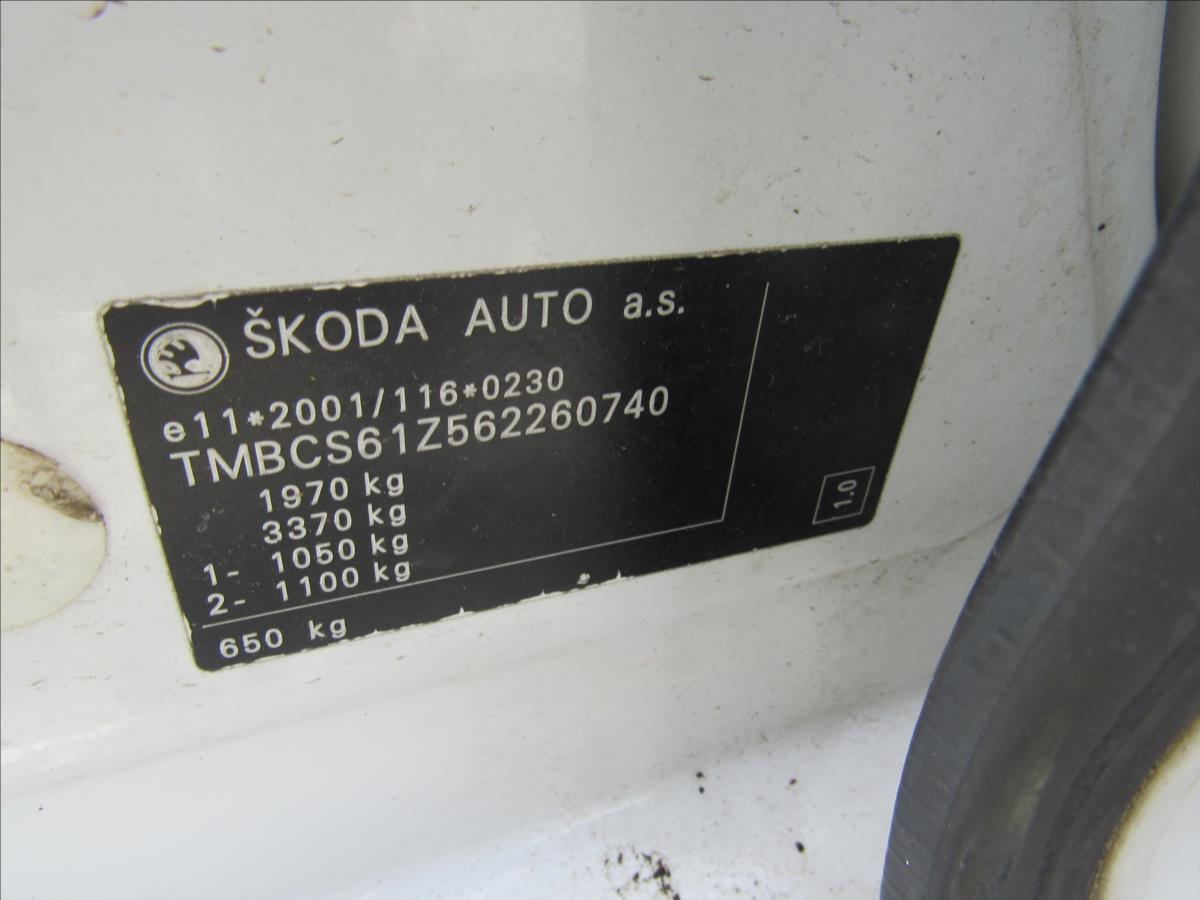 ŠKODA AUTO a.s.
e11*2001/116*0230
TMBCS61Z562260740
1970 kg
3370 kg
1- 1050 kg
2- 1100 kg
650 kg
1.0